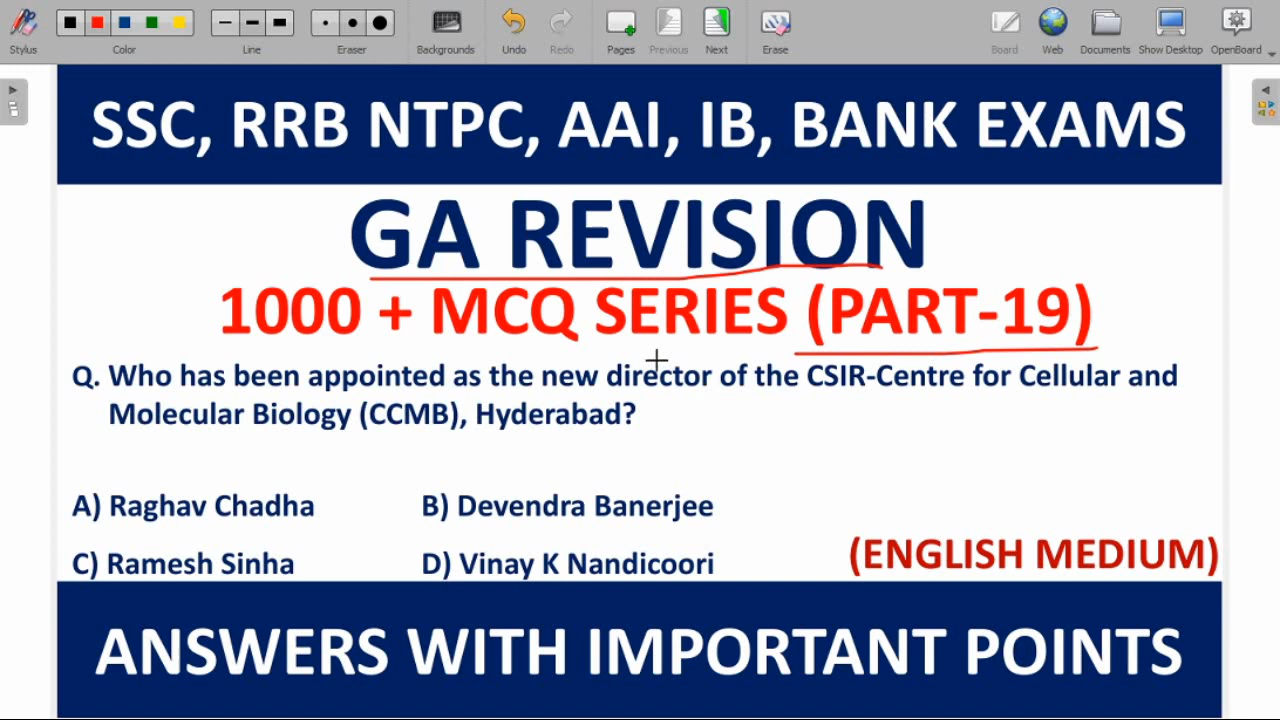 Stylus Color Line Eraser Backgrounds Undo Redo Pages Previous Next Erase Board Web Documents Show Desktop OpenBoard
SSC, RRB NTPC, AAI, IB, BANK EXAMS
GA REVISION
1000 + MCQ SERIES (PART-19)
Q. Who has been appointed as the new director of the CSIR-Centre for Cellular and
Molecular Biology (CCMB), Hyderabad?
A) Raghav Chadha B) Devendra Banerjee
C) Ramesh Sinha D) Vinay K Nandicoori
(ENGLISH MEDIUM)
ANSWERS WITH IMPORTANT POINTS